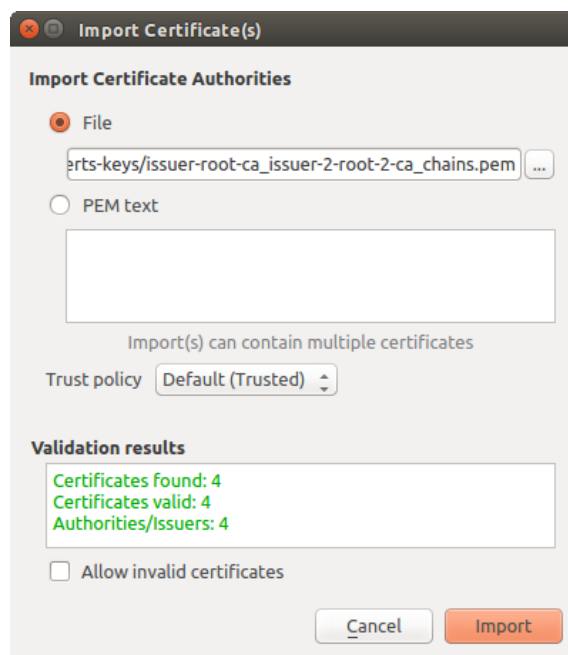 Import Certificate(s)
Import Certificate Authorities
File
erts-keys/issuer-root-ca_issuer-2-root-2-ca_chains.pem
...
PEM text
Import(s) can contain multiple certificates
Trust policy Default (Trusted)
Validation results
Certificates found: 4
Certificates valid: 4
Authorities/Issuers: 4
Allow invalid certificates
Cancel Import